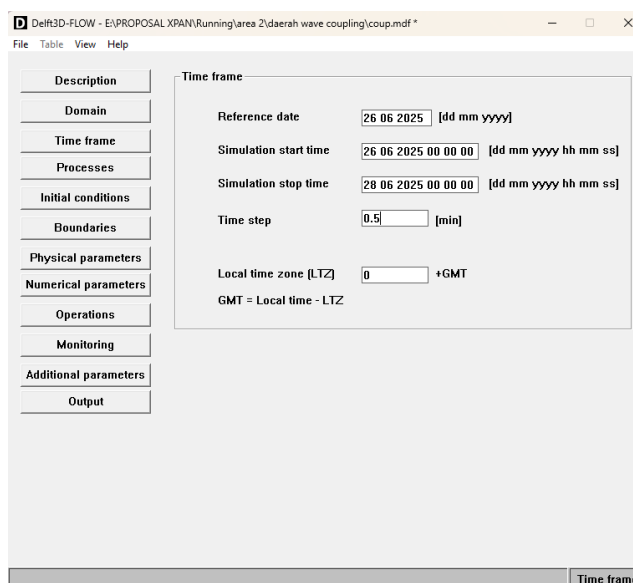 D Delft3D-FLOW - E:\PROPOSAL XPAN\Running\area 2\daerah wave coupling\coup.mdf *
File Table View Help
Description
Domain
Time frame
Processes
Initial conditions
Boundaries
Physical parameters
Numerical parameters
Operations
Monitoring
Additional parameters
Output
Time frame
Reference date 26 06 2025 [dd mm yyyy]
Simulation start time 26 06 2025 00 00 00 [dd mm yyyy hh mm ss]
Simulation stop time 28 06 2025 00 00 00 [dd mm yyyy hh mm ss]
Time step 0.5 [min]
Local time zone (LTZ) 0 +GMT
GMT = Local time - LTZ
Time frame